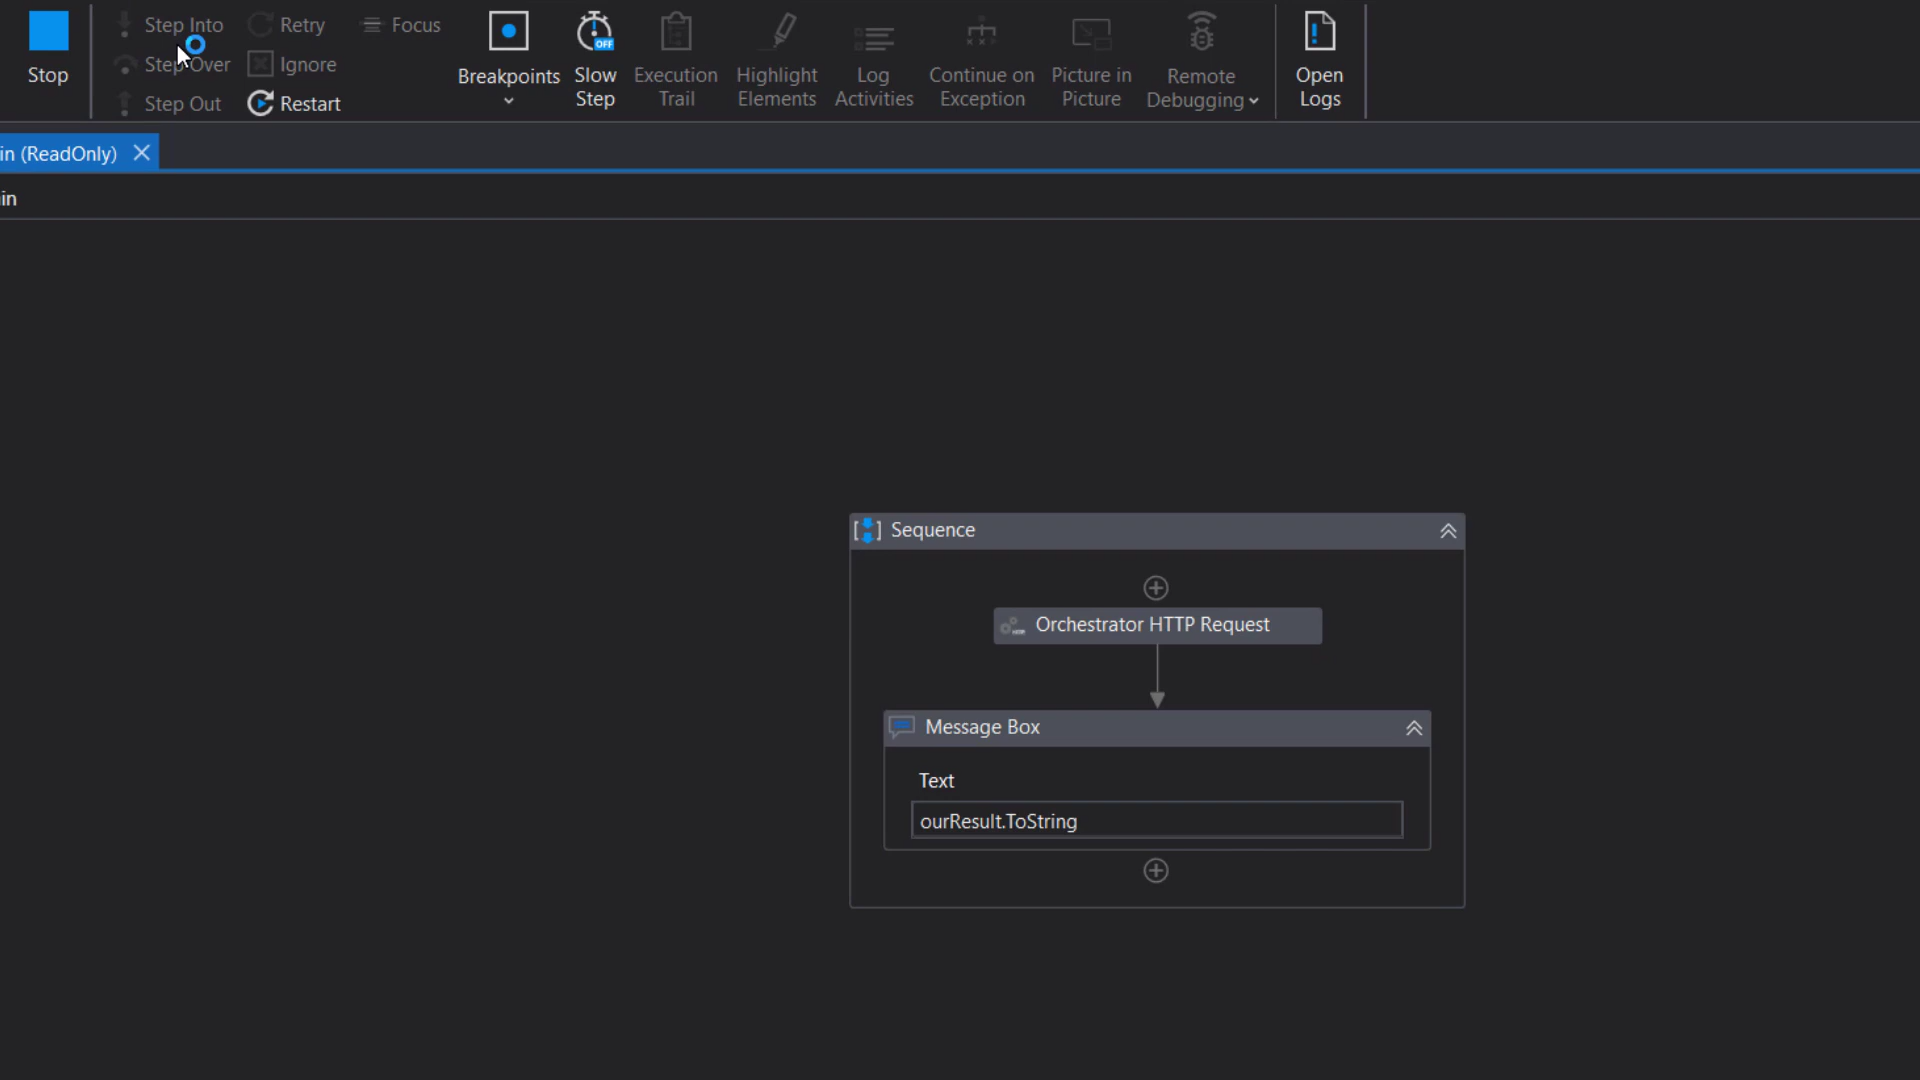 Stop
Step Into
Step Over
Step Out
Retry
Ignore
Restart
Focus
Breakpoints
Slow
Step
OFF
Execution
Trail
Highlight
Elements
Log
Activities
Continue on
Exception
Picture in
Picture
Remote
Debugging
Open
Logs
in (ReadOnly)
in
Sequence
Orchestrator HTTP Request
Message Box
Text
ourResult.ToString